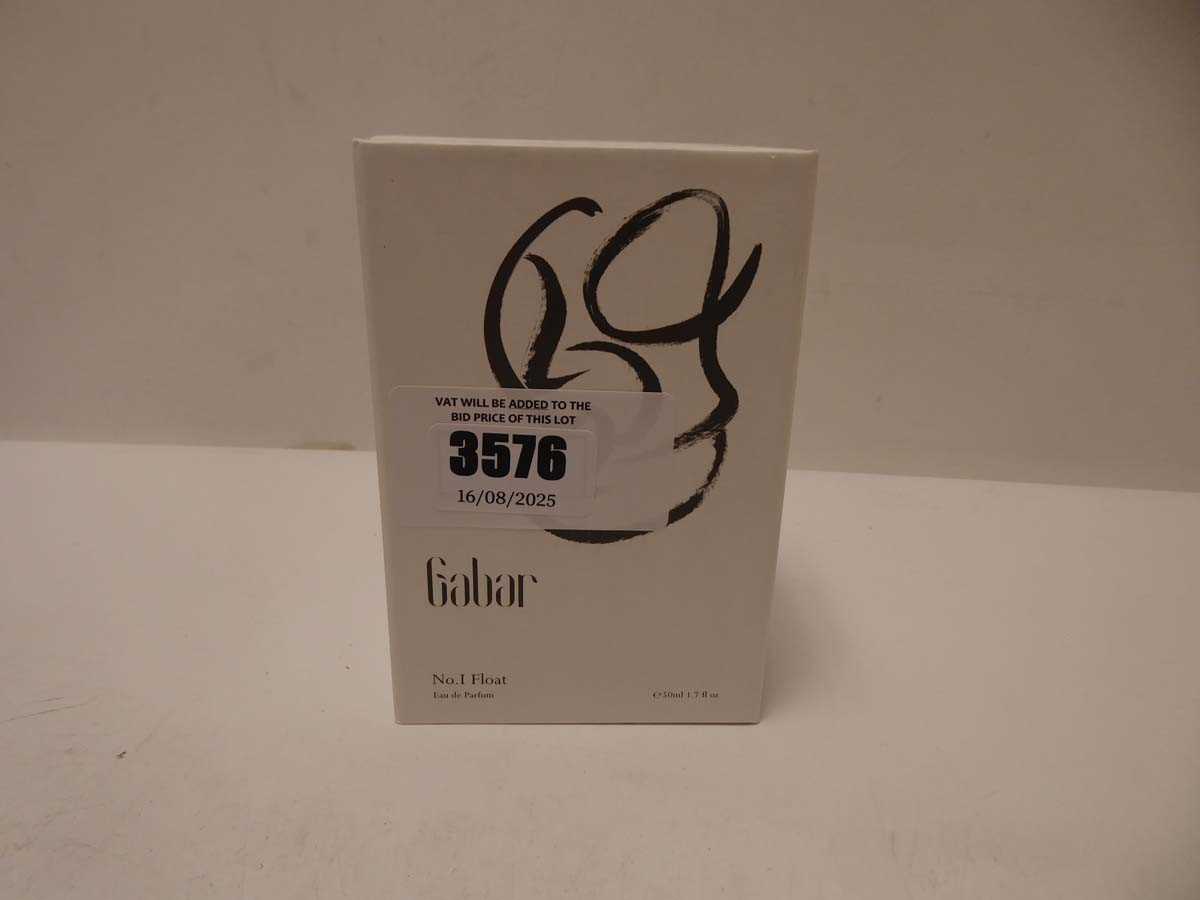 VAT WILL BE ADDED TO THE
BID PRICE OF THIS LOT
3576
16/08/2025
Gabar
No.I Float
Eau de Parfum
℮50ml 1.7 fl oz